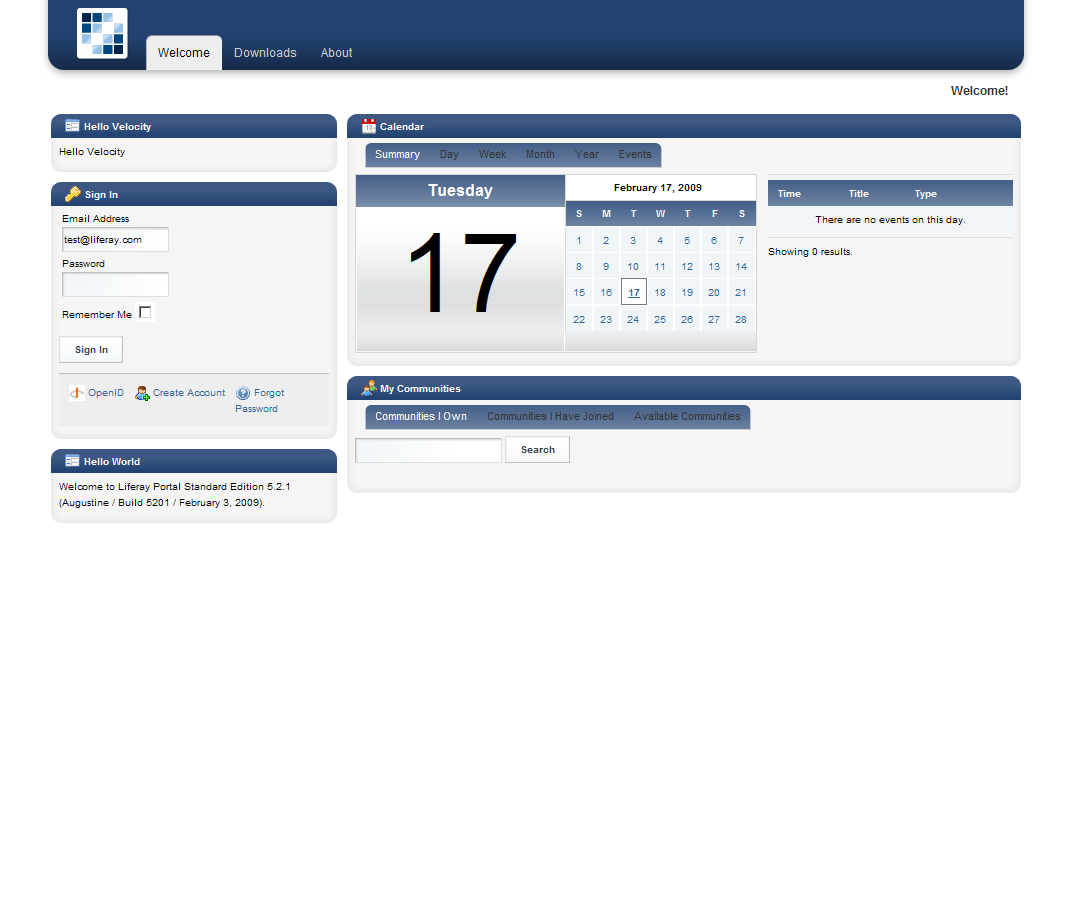 Welcome Downloads About
Welcome!
Hello Velocity
Hello Velocity
Sign In
Email Address
test@liferay.com
Password
Remember Me
Sign In
OpenID Create Account Forgot
Password
Hello World
Welcome to Liferay Portal Standard Edition 5.2.1
(Augustine / Build 5201 / February 3, 2009).
Calendar
Summary Day Week Month Year Events
Tuesday
17
February 17, 2009
S M T W T F S
1 2 3 4 5 6 7
8 9 10 11 12 13 14
15 16 17 18 19 20 21
22 23 24 25 26 27 28
Time Title Type
There are no events on this day.
Showing 0 results.
My Communities
Communities I Own Communities I Have Joined Available Communities
Search